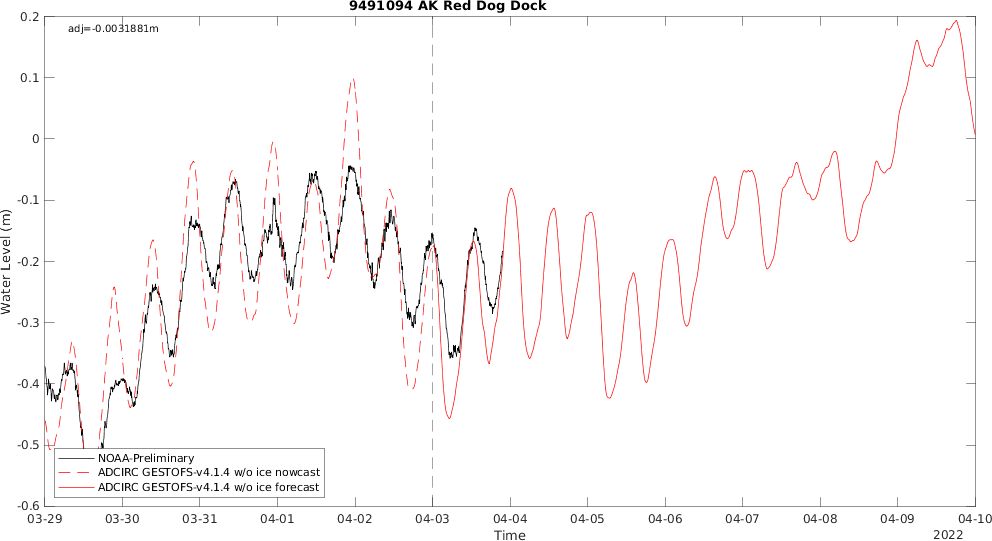 9491094 AK Red Dog Dock
adj=-0.0031881m
0.2
0.1
0
-0.1
-0.2
-0.3
-0.4
-0.5
-0.6
Water Level (m)
NOAA-Preliminary
ADCIRC GESTOFS-v4.1.4 w/o ice nowcast
ADCIRC GESTOFS-v4.1.4 w/o ice forecast
03-29 03-30 03-31 04-01 04-02 04-03 04-04 04-05 04-06 04-07 04-08 04-09 04-10
Time
2022